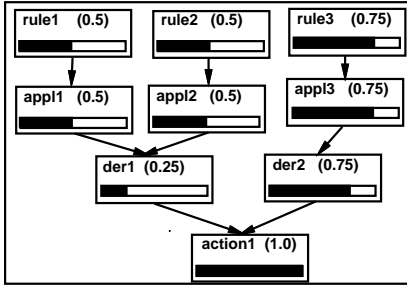 rule1 (0.5)
rule2 (0.5)
rule3 (0.75)
appl1 (0.5)
appl2 (0.5)
appl3 (0.75)
der1 (0.25)
der2 (0.75)
action1 (1.0)